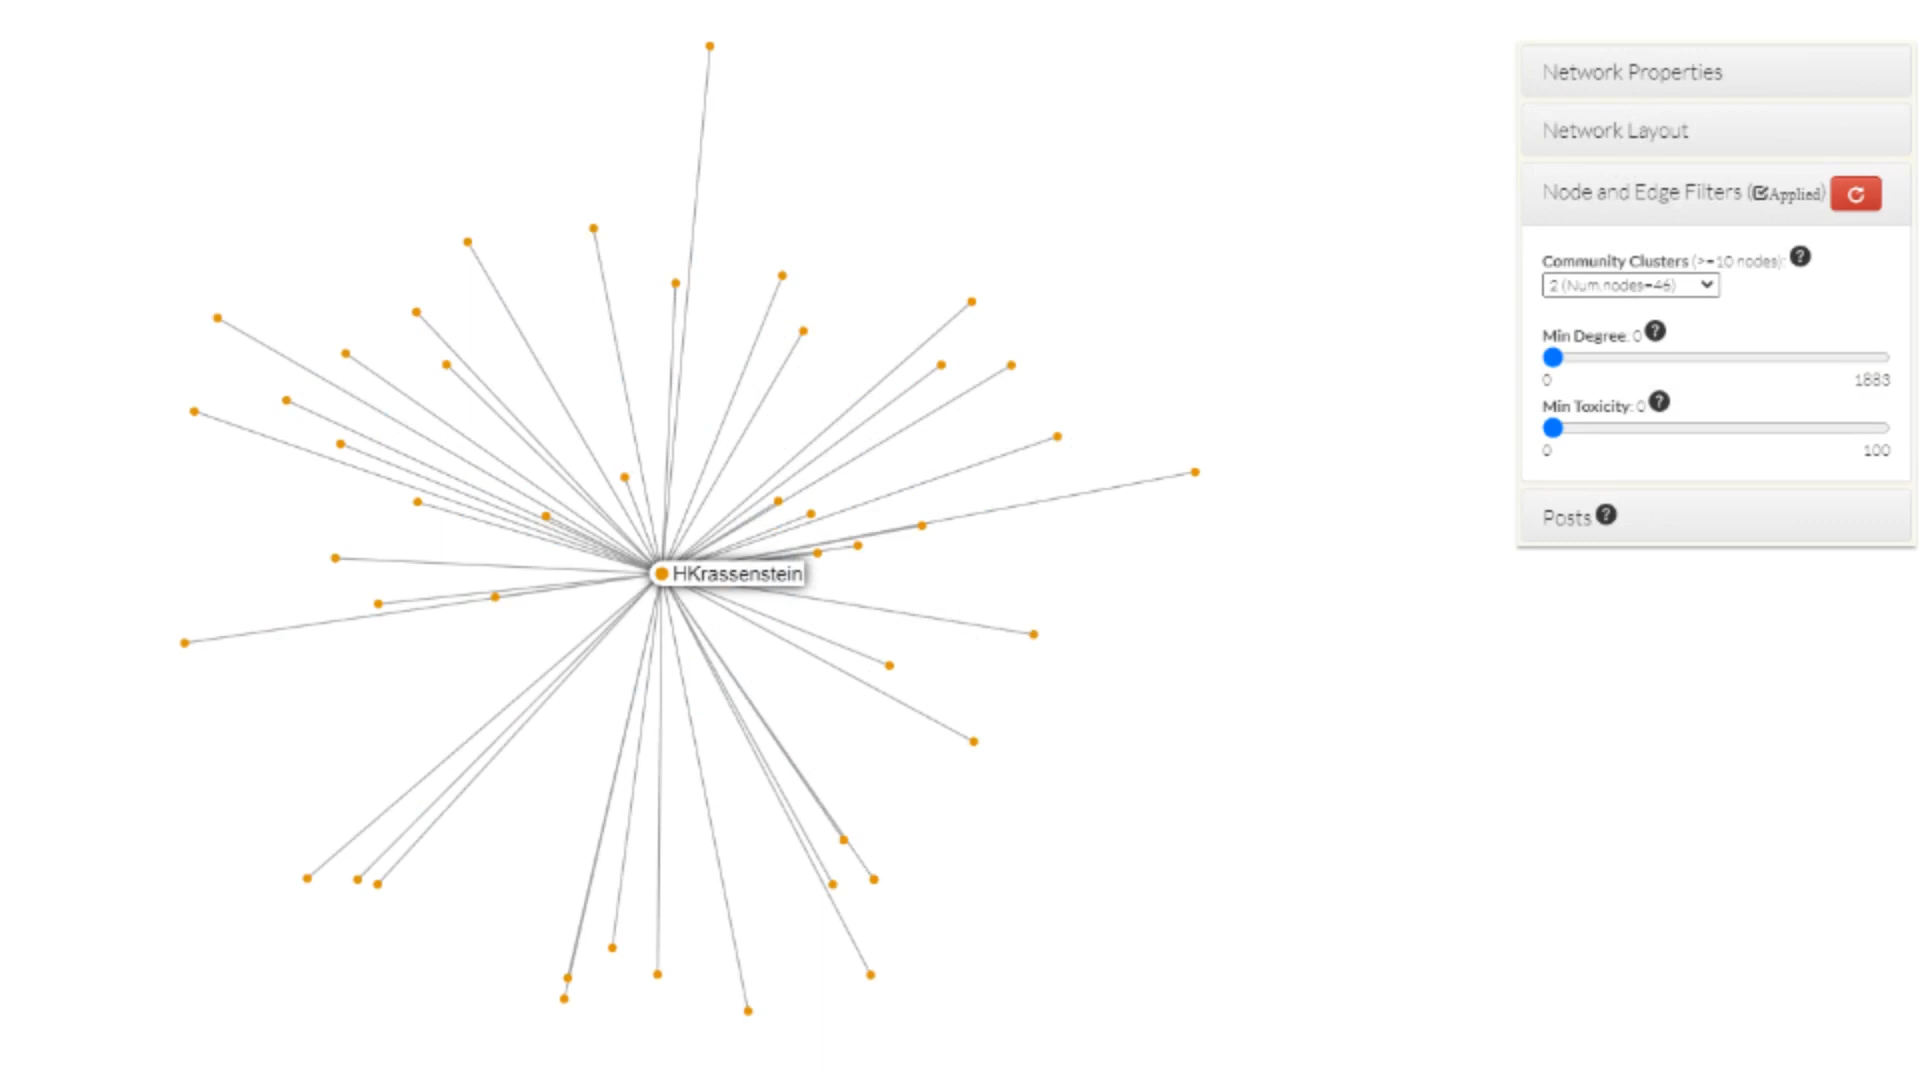 HKrassenstein
Network Properties
Network Layout
Node and Edge Filters (Applied)
Community Clusters (>=10 nodes): ?
2 (Num.nodes=46)
Min Degree: 0 ?
0 1883
Min Toxicity: 0 ?
0 100
Posts ?